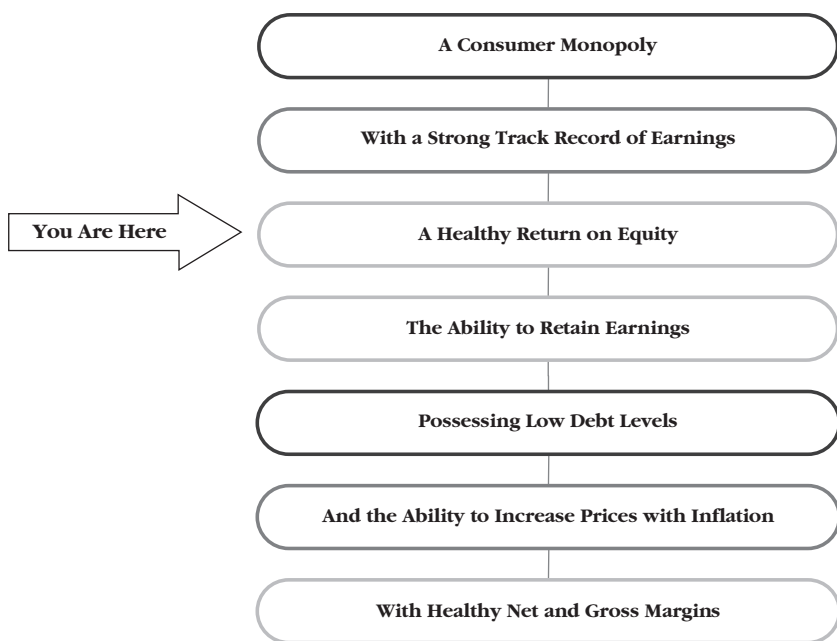 A Consumer Monopoly
With a Strong Track Record of Earnings
You Are Here
A Healthy Return on Equity
The Ability to Retain Earnings
Possessing Low Debt Levels
And the Ability to Increase Prices with Inflation
With Healthy Net and Gross Margins